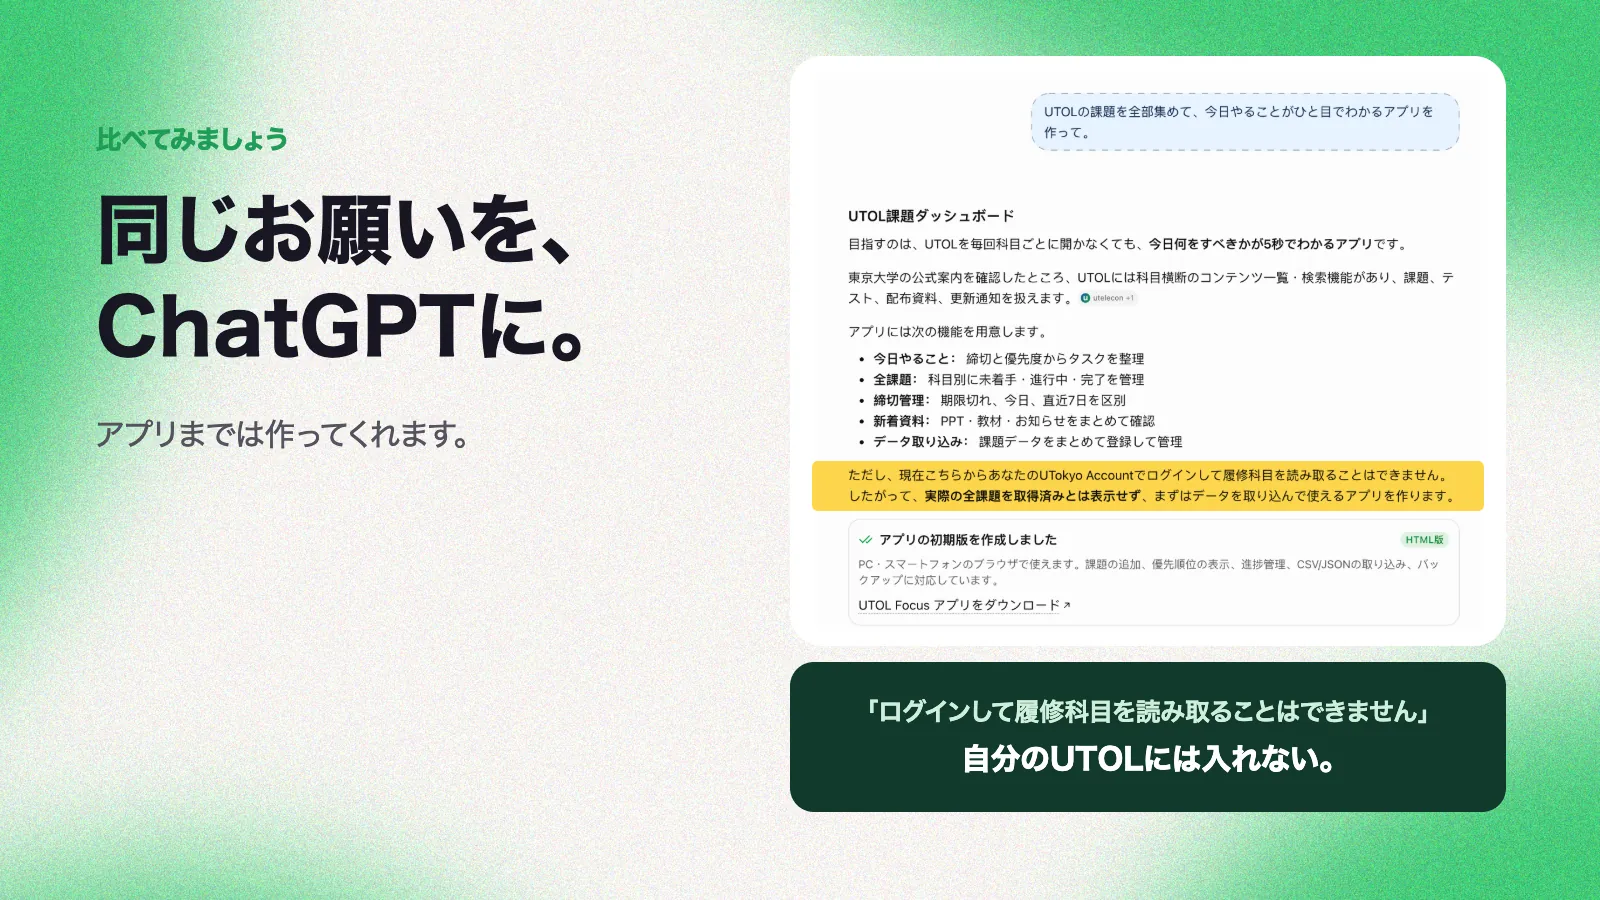 比べてみましょう
同じお願いを、
ChatGPTに。
アプリまでは作ってくれます。
UTOLの課題を全部集めて、今日やることがひと目でわかるアプリを
作って。
UTOL課題ダッシュボード
目指すのは、UTOLを毎回科目ごとに開かなくても、今日何をすべきかが5秒でわかるアプリです。
東京大学の公式案内を確認したところ、UTOLには科目横断のコンテンツ一覧・検索機能があり、課題、テ
スト、配布資料、更新通知を扱えます。 utelecon +1
アプリには次の機能を用意します。
• 今日やること： 締切と優先度からタスクを整理
• 全課題： 科目別に未着手・進行中・完了を管理
• 締切管理： 期限切れ、今日、直近7日を区別
• 新着資料： PPT・教材・お知らせをまとめて確認
• データ取り込み： 課題データをまとめて登録して管理
ただし、現在こちらからあなたのUTokyo Accountでログインして履修科目を読み取ることはできません。
したがって、実際の全課題を取得済みとは表示せず、まずはデータを取り込んで使えるアプリを作ります。
アプリの初期版を作成しました
HTML版
PC・スマートフォンのブラウザで使えます。課題の追加、優先順位の表示、進捗管理、CSV/JSONの取り込み、バッ
クアップに対応しています。
UTOL Focus アプリをダウンロード↗
「ログインして履修科目を読み取ることはできません」
自分のUTOLには入れない。